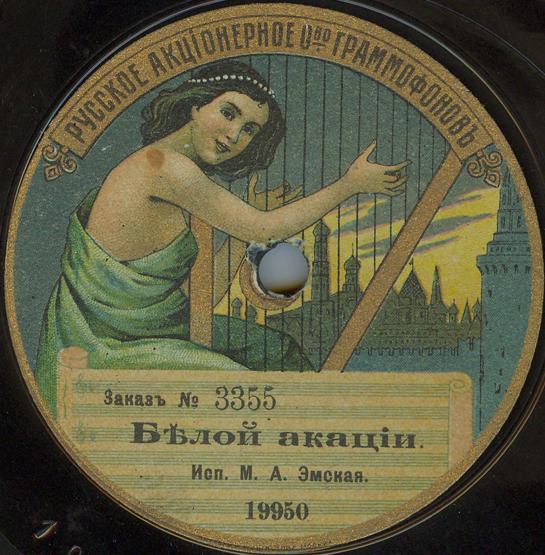 РУССКОЕ АКЦІОНЕРНОЕ О‑ВО ГРАММОФОНОВЪ
Заказъ № 3355
Бѣлой акаціи.
Исп. М. А. Эмская.
19950